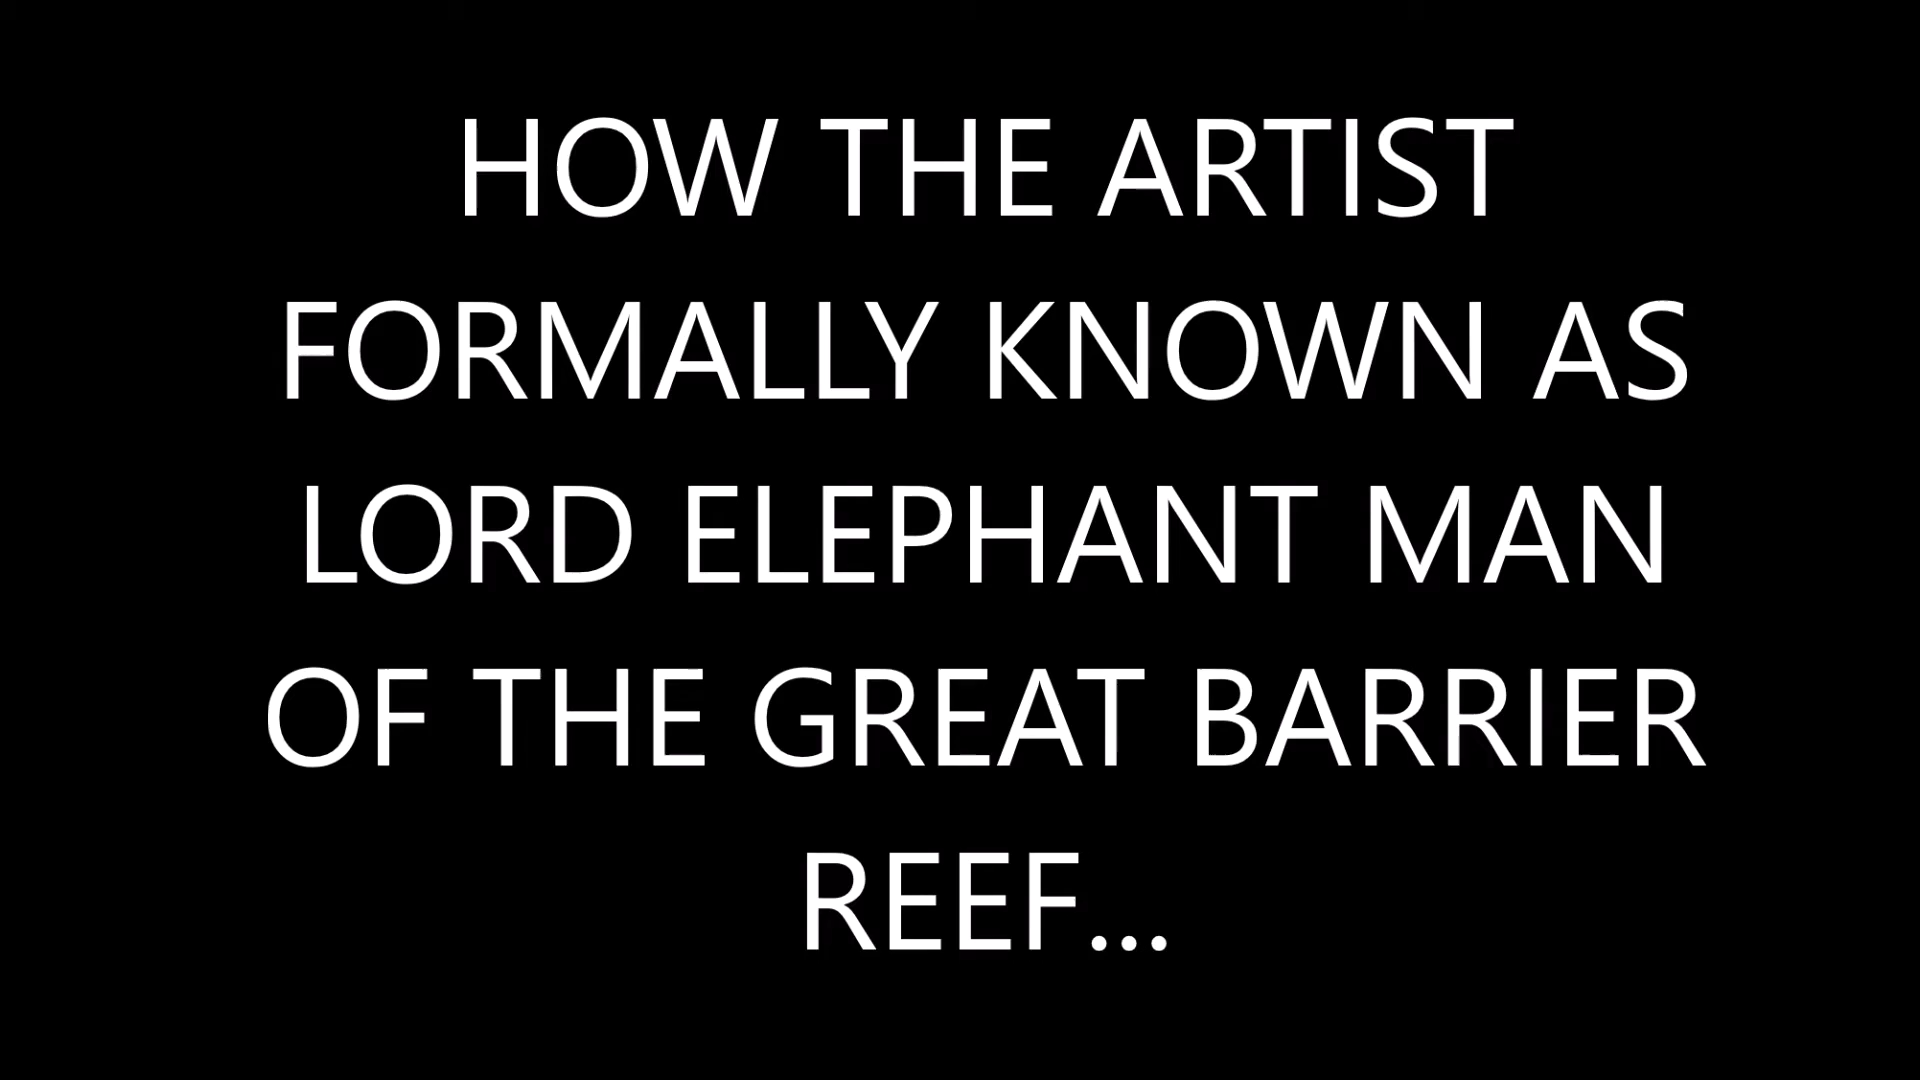 HOW THE ARTIST
FORMALLY KNOWN AS
LORD ELEPHANT MAN
OF THE GREAT BARRIER
REEF...